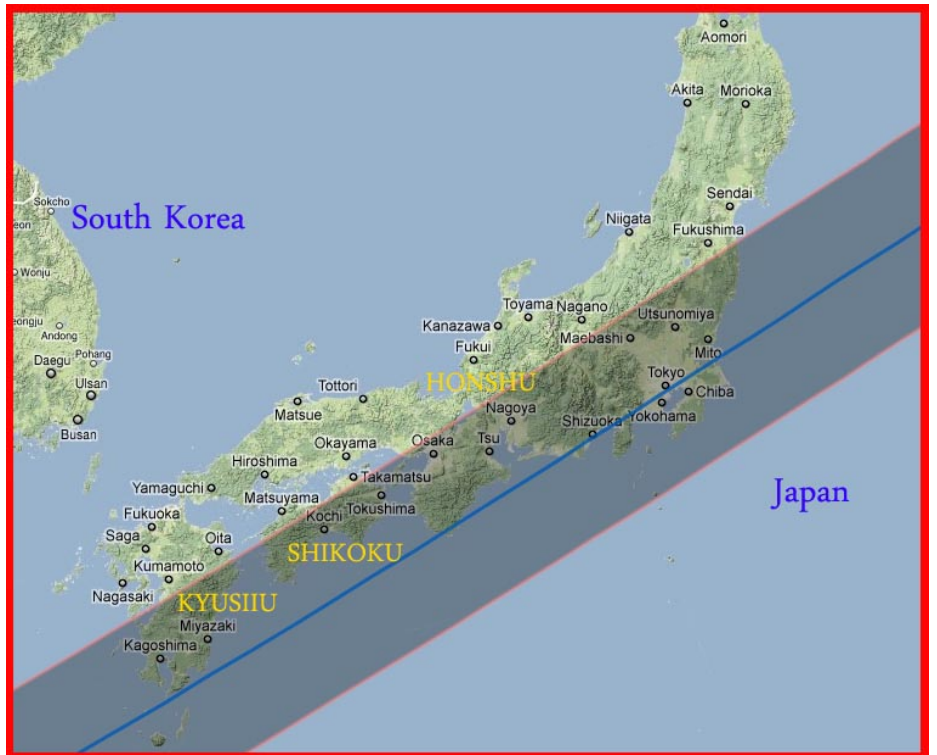 Aomori
Akita
Morioka
Sokcho
South Korea
Sendai
Niigata
Fukushima
eon
Wonju
Toyama
Nagano
Utsunomiya
eongju
Andong
Kanazawa
Maebashi
Mito
Daegu
Pohang
Fukui
Tokyo
Ulsan
HONSHU
Chiba
Tottori
Matsue
Nagoya
Yokohama
Busan
Shizuoka
Okayama
Osaka
Tsu
Hiroshima
Takamatsu
Yamaguchi
Matsuyama
Tokushima
Japan
Fukuoka
Kochi
Saga
Oita
SHIKOKU
Kumamoto
Nagasaki
KYUSIIU
Miyazaki
Kagoshima